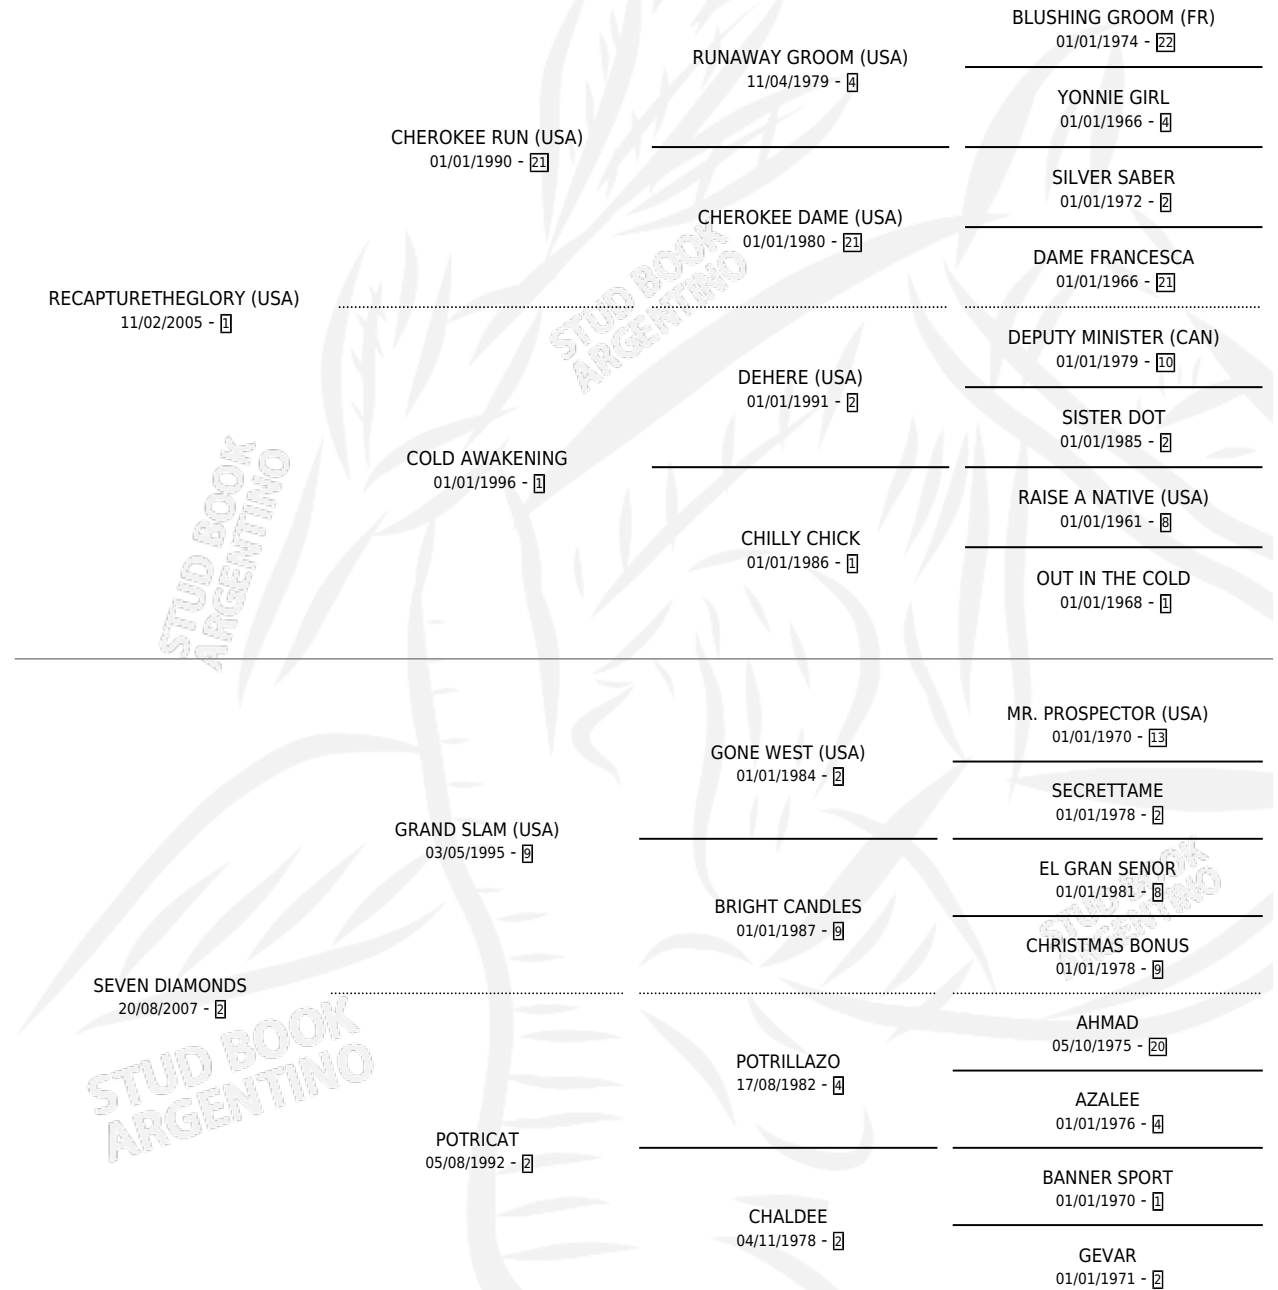 BLUSHING GROOM (FR)
01/01/1974 - 22
RUNAWAY GROOM (USA)
11/04/1979 - 4
YONNIE GIRL
01/01/1966 - 4
CHEROKEE RUN (USA)
01/01/1990 - 21
SILVER SABER
01/01/1972 - 2
CHEROKEE DAME (USA)
01/01/1980 - 21
DAME FRANCESCA
01/01/1966 - 21
RECAPTURETHEGLORY (USA)
11/02/2005 - 1
STUD BOOK
ARGENTINO
DEPUTY MINISTER (CAN)
01/01/1979 - 10
DEHERE (USA)
01/01/1991 - 2
SISTER DOT
01/01/1985 - 2
COLD AWAKENING
01/01/1996 - 1
RAISE A NATIVE (USA)
01/01/1961 - 8
CHILLY CHICK
01/01/1986 - 1
OUT IN THE COLD
01/01/1968 - 1
STUD BOOK
ARGENTINO
MR. PROSPECTOR (USA)
01/01/1970 - 13
GONE WEST (USA)
01/01/1984 - 2
SECRETTAME
01/01/1978 - 2
GRAND SLAM (USA)
03/05/1995 - 9
EL GRAN SENOR
01/01/1981 - 8
BRIGHT CANDLES
01/01/1987 - 9
STUD BOOK
ARGENTINO
CHRISTMAS BONUS
01/01/1978 - 9
SEVEN DIAMONDS
20/08/2007 - 2
STUD BOOK
ARGENTINO
AHMAD
05/10/1975 - 20
POTRILLAZO
17/08/1982 - 4
AZALEE
01/01/1976 - 4
POTRICAT
05/08/1992 - 2
BANNER SPORT
01/01/1970 - 1
CHALDEE
04/11/1978 - 2
GEVAR
01/01/1971 - 2